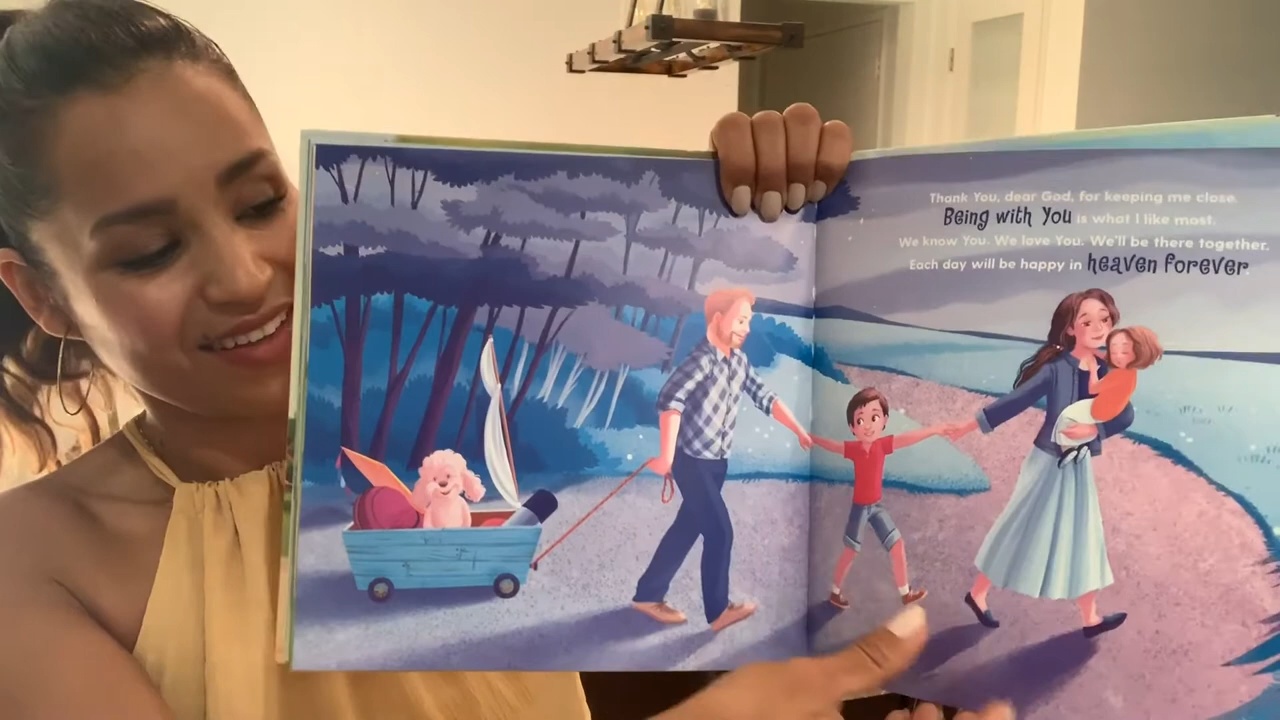 Thank You, dear God, for keeping me close.
Being with You is what I like most.
We know You. We love You. We'll be there together.
Each day will be happy in heaven forever.